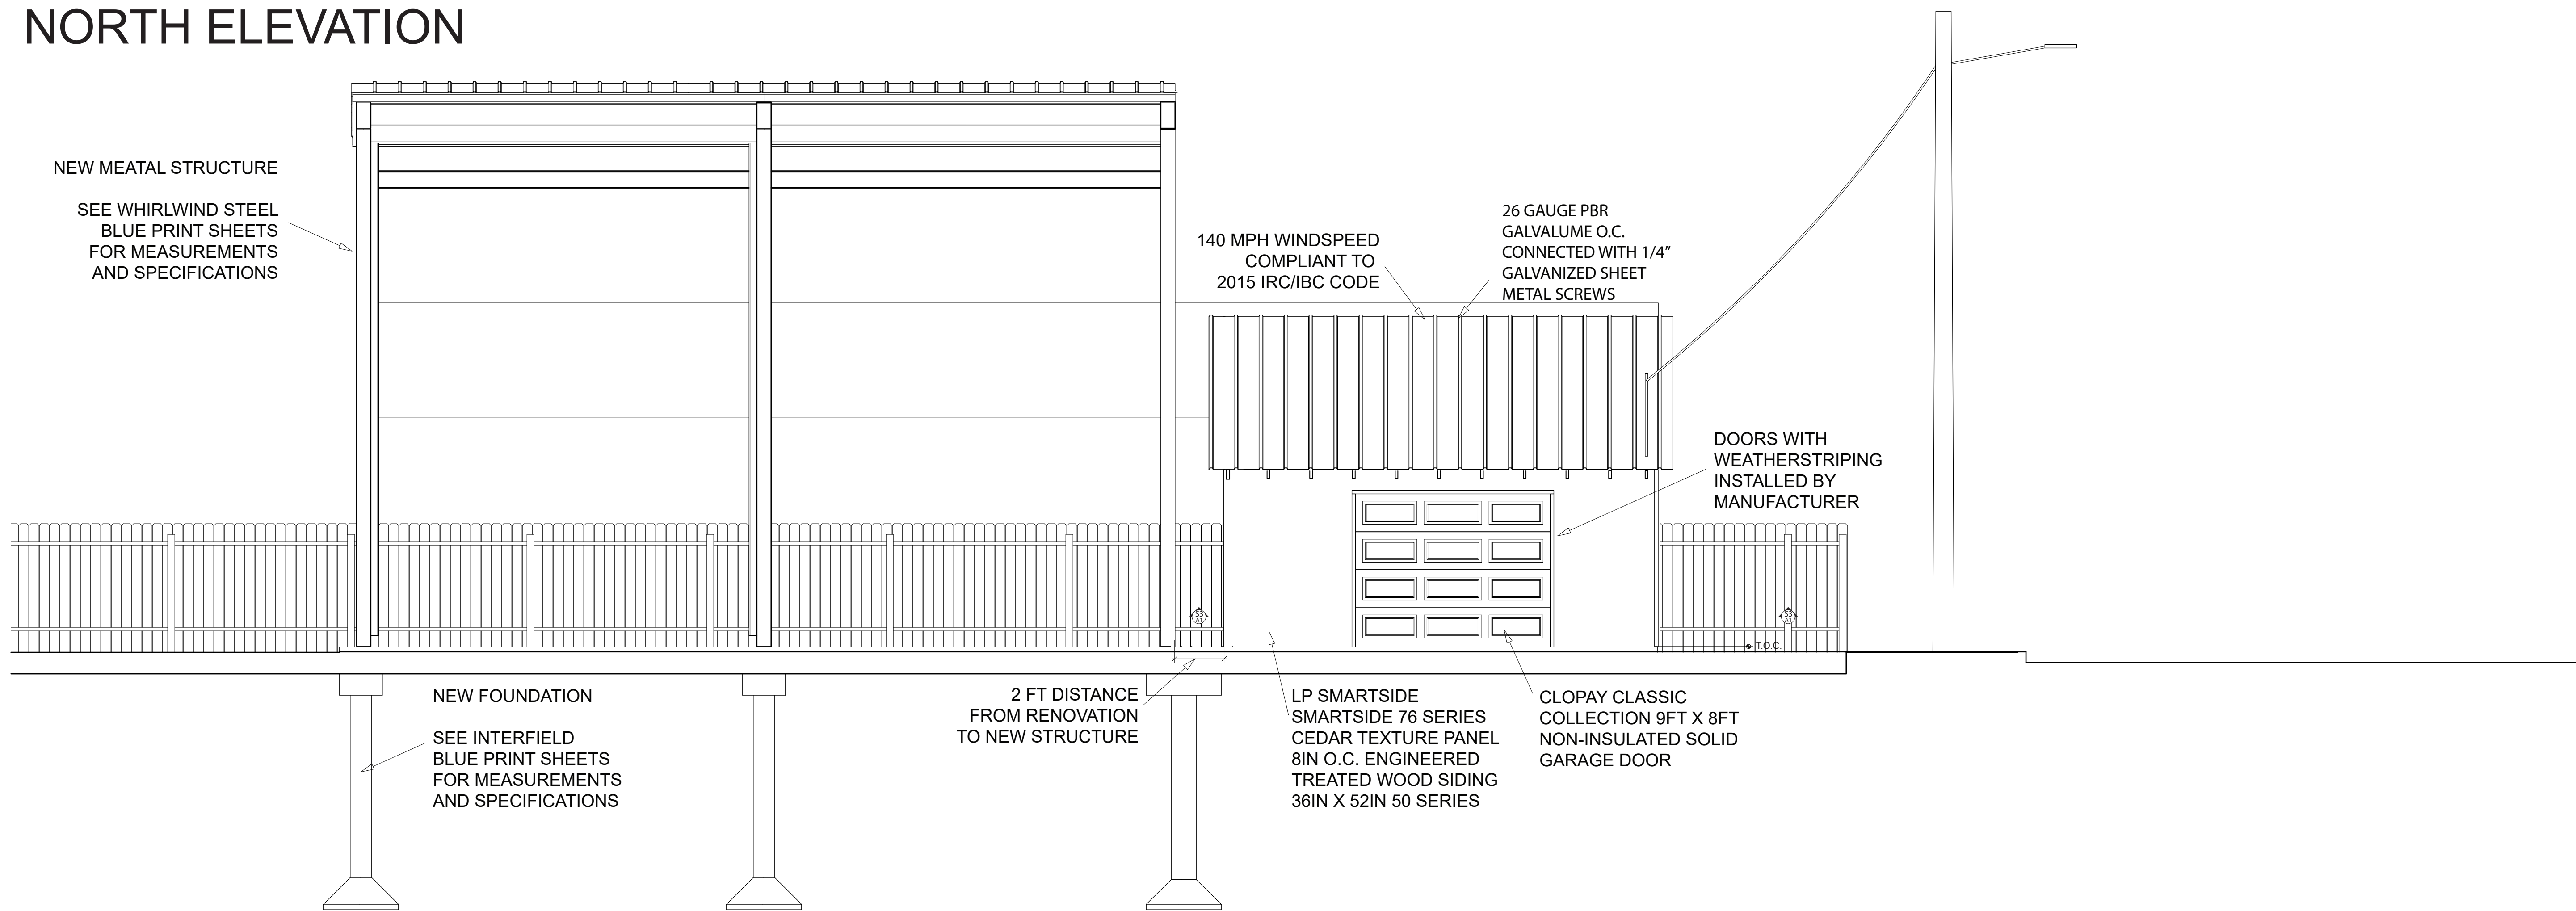 NORTH ELEVATION
NEW MEATAL STRUCTURE
SEE WHIRLWIND STEEL
BLUE PRINT SHEETS
FOR MEASUREMENTS
AND SPECIFICATIONS
140 MPH WINDSPEED
COMPLIANT TO
2015 IRC/IBC CODE
26 GAUGE PBR
GALVALUME O.C.
CONNECTED WITH 1/4”
GALVANIZED SHEET
METAL SCREWS
DOORS WITH
WEATHERSTRIPING
INSTALLED BY
MANUFACTURER
S3
A1
S3
A1
T.O.C.
NEW FOUNDATION
SEE INTERFIELD
BLUE PRINT SHEETS
FOR MEASUREMENTS
AND SPECIFICATIONS
2 FT DISTANCE
FROM RENOVATION
TO NEW STRUCTURE
LP SMARTSIDE
SMARTSIDE 76 SERIES
CEDAR TEXTURE PANEL
8IN O.C. ENGINEERED
TREATED WOOD SIDING
36IN X 52IN 50 SERIES
CLOPAY CLASSIC
COLLECTION 9FT X 8FT
NON-INSULATED SOLID
GARAGE DOOR